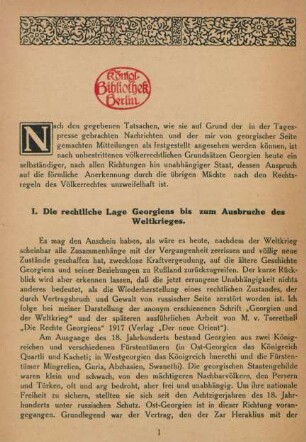 Königl.
Bibliothek
Berlin
Nach den gegebenen Tatsachen, wie sie auf Grund der in der Tages-
presse gebrachten Nachrichten und der mir von georgischer Seite
gemachten Mitteilungen als festgestellt angesehen werden können, ist
nach unbestrittenen völkerrechtlichen Grundsätzen Georgien heute ein
selbständiger, nach allen Richtungen hin unabhängiger Staat, dessen Anspruch
auf die förmliche Anerkennung durch die übrigen Mächte nach den Rechts-
regeln des Völkerrechtes unzweifelhaft ist.
I. Die rechtliche Lage Georgiens bis zum Ausbruche des
Weltkrieges.
Es mag den Anschein haben, als wäre es heute, nachdem der Weltkrieg
scheinbar alle Zusammenhänge mit der Vergangenheit zerrissen und völlig neue
Zustände geschaffen hat, zwecklose Kraftvergeudung, auf die ältere Geschichte
Georgiens und seiner Beziehungen zu Rußland zurückzugreifen. Der kurze Rück-
blick wird aber erkennen lassen, daß die jetzt errungene Unabhängigkeit nichts
anderes bedeutet, als die Wiederherstellung eines rechtlichen Zustandes, der
durch Vertragsbruch und Gewalt von russischer Seite zerstört worden ist. Ich
folge bei meiner Darstellung der anonym erschienenen Schrift „Georgien und
der Weltkrieg" und der späteren ausführlichen Arbeit von M. v. Tseretheli
„Die Rechte Georgiens" 1917 (Verlag „Der neue Orient").
Am Ausgange des 18. Jahrhunderts bestand Georgien aus zwei König-
reichen und verschiedenen Fürstentümern (in Ost-Georgien das Königreich
Quartli und Kacheti; in Westgeorgien das Königreich Imerethi und die Fürsten-
tümer Mingrelien, Guria, Abchasien, Swanethi). Die georgischen Staatengebilde
waren klein und schwach, von den mächtigeren Nachbarvölkern, den Persern
und Türken, oft und arg bedroht, aber frei und unabhängig. Um ihre nationale
Freiheit zu sichern, stellten sie sich seit den Achtzigerjahren des 18. Jahr-
hunderts unter russischen Schutz. Ost-Georgien ist in dieser Richtung voran-
gegangen. Grundlegend war der Vertrag, den der Zar Heraklius mit der
1